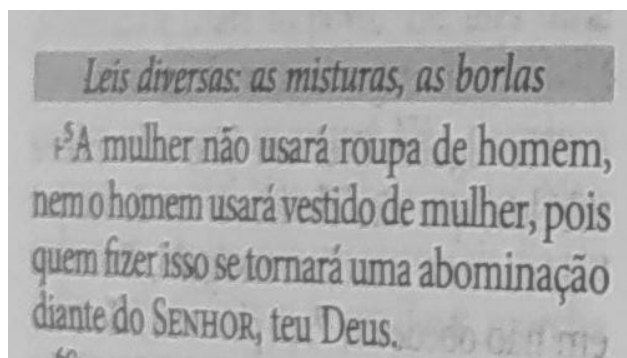 Leis diversas: as misturas, as borlas
⁵A mulher não usará roupa de homem,
nem o homem usará vestido de mulher, pois
quem fizer isso se tornará uma abominação
diante do SENHOR, teu Deus.